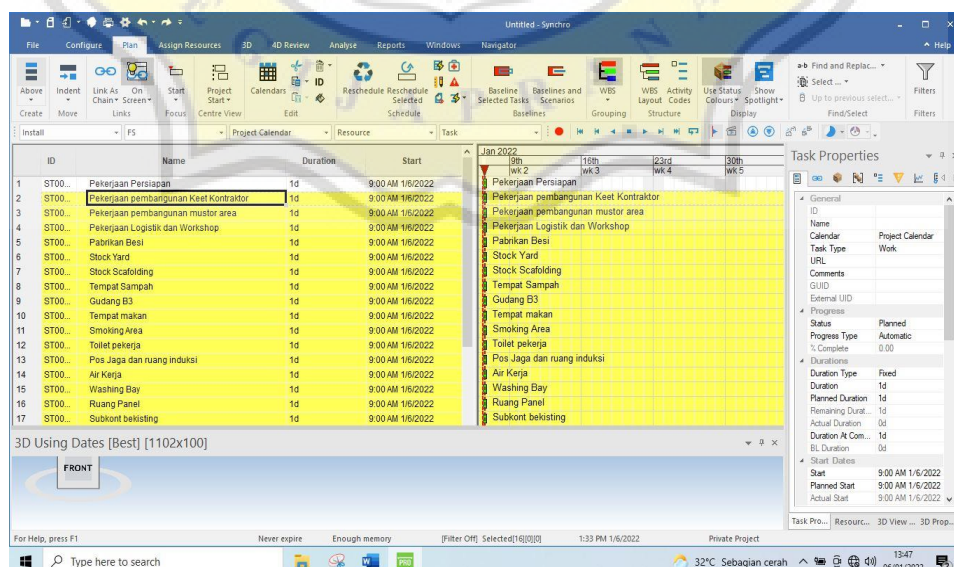 Untitled - Synchro
File Configure Plan Assign Resources 3D 4D Review Analyse Reports Windows Navigator Help
Above Indent Link As Chain On Screen Start Project Start Calendars ID Reschedule Reschedule Selected Baseline Selected Tasks Baselines and Scenarios WBS WBS Layout Activity Codes Use Status Colours Show Spotlight a-b Find and Replac... Select ... Up to previous select... Filters
Create Move Links Focus Centre View Edit Schedule Baselines Grouping Structure Display Find/Select Filters
Install FS Project Calendar Resource Task
ID Name Duration Start
Jan 2022
9th 16th 23rd 30th
wk 2 wk 3 wk 4 wk 5
1 ST00... Pekerjaan Persiapan 1d 9:00 AM 1/6/2022 Pekerjaan Persiapan
2 ST00... Pekerjaan pembangunan Keet Kontraktor 1d 9:00 AM 1/6/2022 Pekerjaan pembangunan Keet Kontraktor
3 ST00... Pekerjaan pembangunan mustor area 1d 9:00 AM 1/6/2022 Pekerjaan pembangunan mustor area
4 ST00... Pekerjaan Logistik dan Workshop 1d 9:00 AM 1/6/2022 Pekerjaan Logistik dan Workshop
5 ST00... Pabrikan Besi 1d 9:00 AM 1/6/2022 Pabrikan Besi
6 ST00... Stock Yard 1d 9:00 AM 1/6/2022 Stock Yard
7 ST00... Stock Scafolding 1d 9:00 AM 1/6/2022 Stock Scafolding
8 ST00... Tempat Sampah 1d 9:00 AM 1/6/2022 Tempat Sampah
9 ST00... Gudang B3 1d 9:00 AM 1/6/2022 Gudang B3
10 ST00... Tempat makan 1d 9:00 AM 1/6/2022 Tempat makan
11 ST00... Smoking Area 1d 9:00 AM 1/6/2022 Smoking Area
12 ST00... Toilet pekerja 1d 9:00 AM 1/6/2022 Toilet pekerja
13 ST00... Pos Jaga dan ruang induksi 1d 9:00 AM 1/6/2022 Pos Jaga dan ruang induksi
14 ST00... Air Kerja 1d 9:00 AM 1/6/2022 Air Kerja
15 ST00... Washing Bay 1d 9:00 AM 1/6/2022 Washing Bay
16 ST00... Ruang Panel 1d 9:00 AM 1/6/2022 Ruang Panel
17 ST00... Subkont bekisting 1d 9:00 AM 1/6/2022 Subkont bekisting
Task Properties
General
ID
Name
Calendar Project Calendar
Task Type Work
URL
Comments
GUID
External UID
Progress
Status Planned
Progress Type Automatic
% Complete 0.00
Durations
Duration Type Fixed
Duration 1d
Planned Duration 1d
Remaining Durat... 1d
Actual Duration 0d
Duration At Com... 1d
BL Duration 0d
Start Dates
Start 9:00 AM 1/6/2022
Planned Start 9:00 AM 1/6/2022
Actual Start 9:00 AM 1/6/2022
Task Pro... Resourc... 3D View ... 3D Prop...
3D Using Dates [Best] [1102x100]
FRONT
For Help, press F1 Never expire Enough memory [Filter Off] Selected[16][0][0] 1:33 PM 1/6/2022 Private Project
Type here to search PRO 32°C Sebagian cerah 13:47
06/01/2022